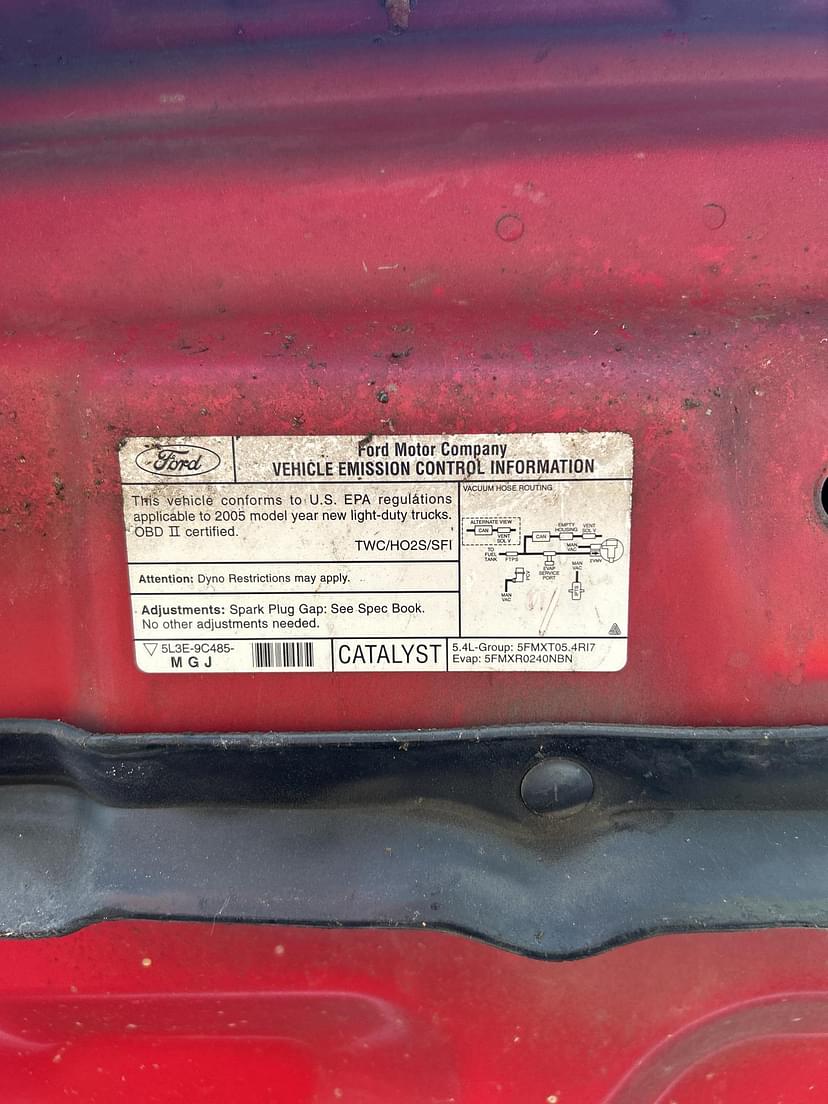 Ford
Ford Motor Company
VEHICLE EMISSION CONTROL INFORMATION
This vehicle conforms to U.S. EPA regulations
applicable to 2005 model year new light-duty trucks.
OBD II certified.
TWC/HO2S/SFI
Attention: Dyno Restrictions may apply.
Adjustments: Spark Plug Gap: See Spec Book.
No other adjustments needed.
VACUUM HOSE ROUTING
ALTERNATE VIEW
CAN
VENT
SOL V
CAN
EMPTY
HOUSING
VENT
SOL V
TO
FUEL
TANK
FTPS
MAN
VAC
EVMV
EVAP
SERVICE
PORT
PCV
MAN
VAC
MAN
VAC
5L3E-9C485-
M G J
CATALYST
5.4L-Group: 5FMXT05.4RI7
Evap: 5FMXR0240NBN